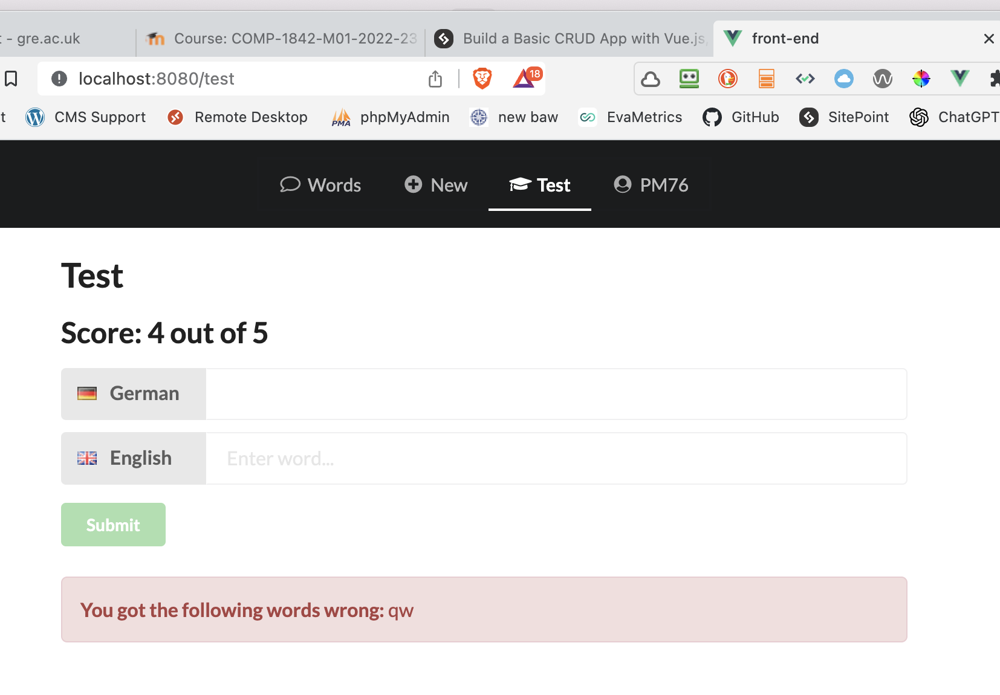 t - gre.ac.uk
Course: COMP-1842-M01-2022-23
Build a Basic CRUD App with Vue.js,
front-end
localhost:8080/test
18
t
CMS Support
Remote Desktop
PMA
phpMyAdmin
new baw
EvaMetrics
GitHub
SitePoint
ChatGPT
Words
New
Test
PM76
Test
Score: 4 out of 5
German
English
Enter word...
Submit
You got the following words wrong: qw